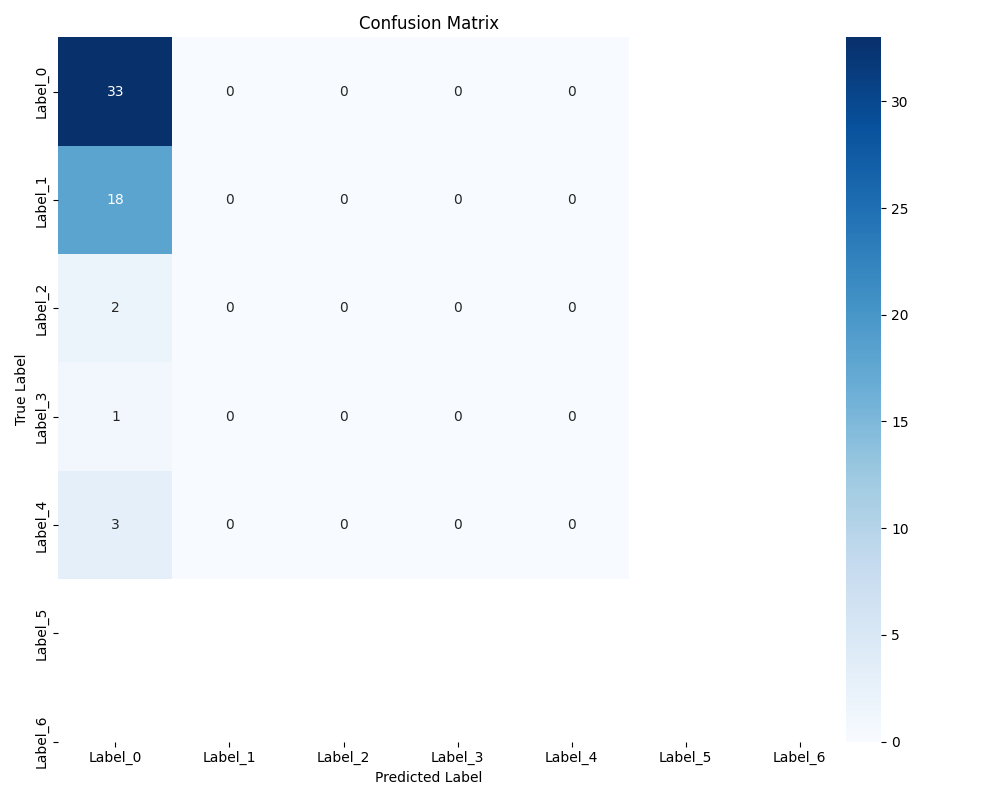 Confusion Matrix
Label_0 33 0 0 0 0
Label_1 18 0 0 0 0
Label_2 2 0 0 0 0
Label_3 1 0 0 0 0
Label_4 3 0 0 0 0
Label_5
Label_6
True Label
Label_0 Label_1 Label_2 Label_3 Label_4 Label_5 Label_6
Predicted Label
30
25
20
15
10
5
0